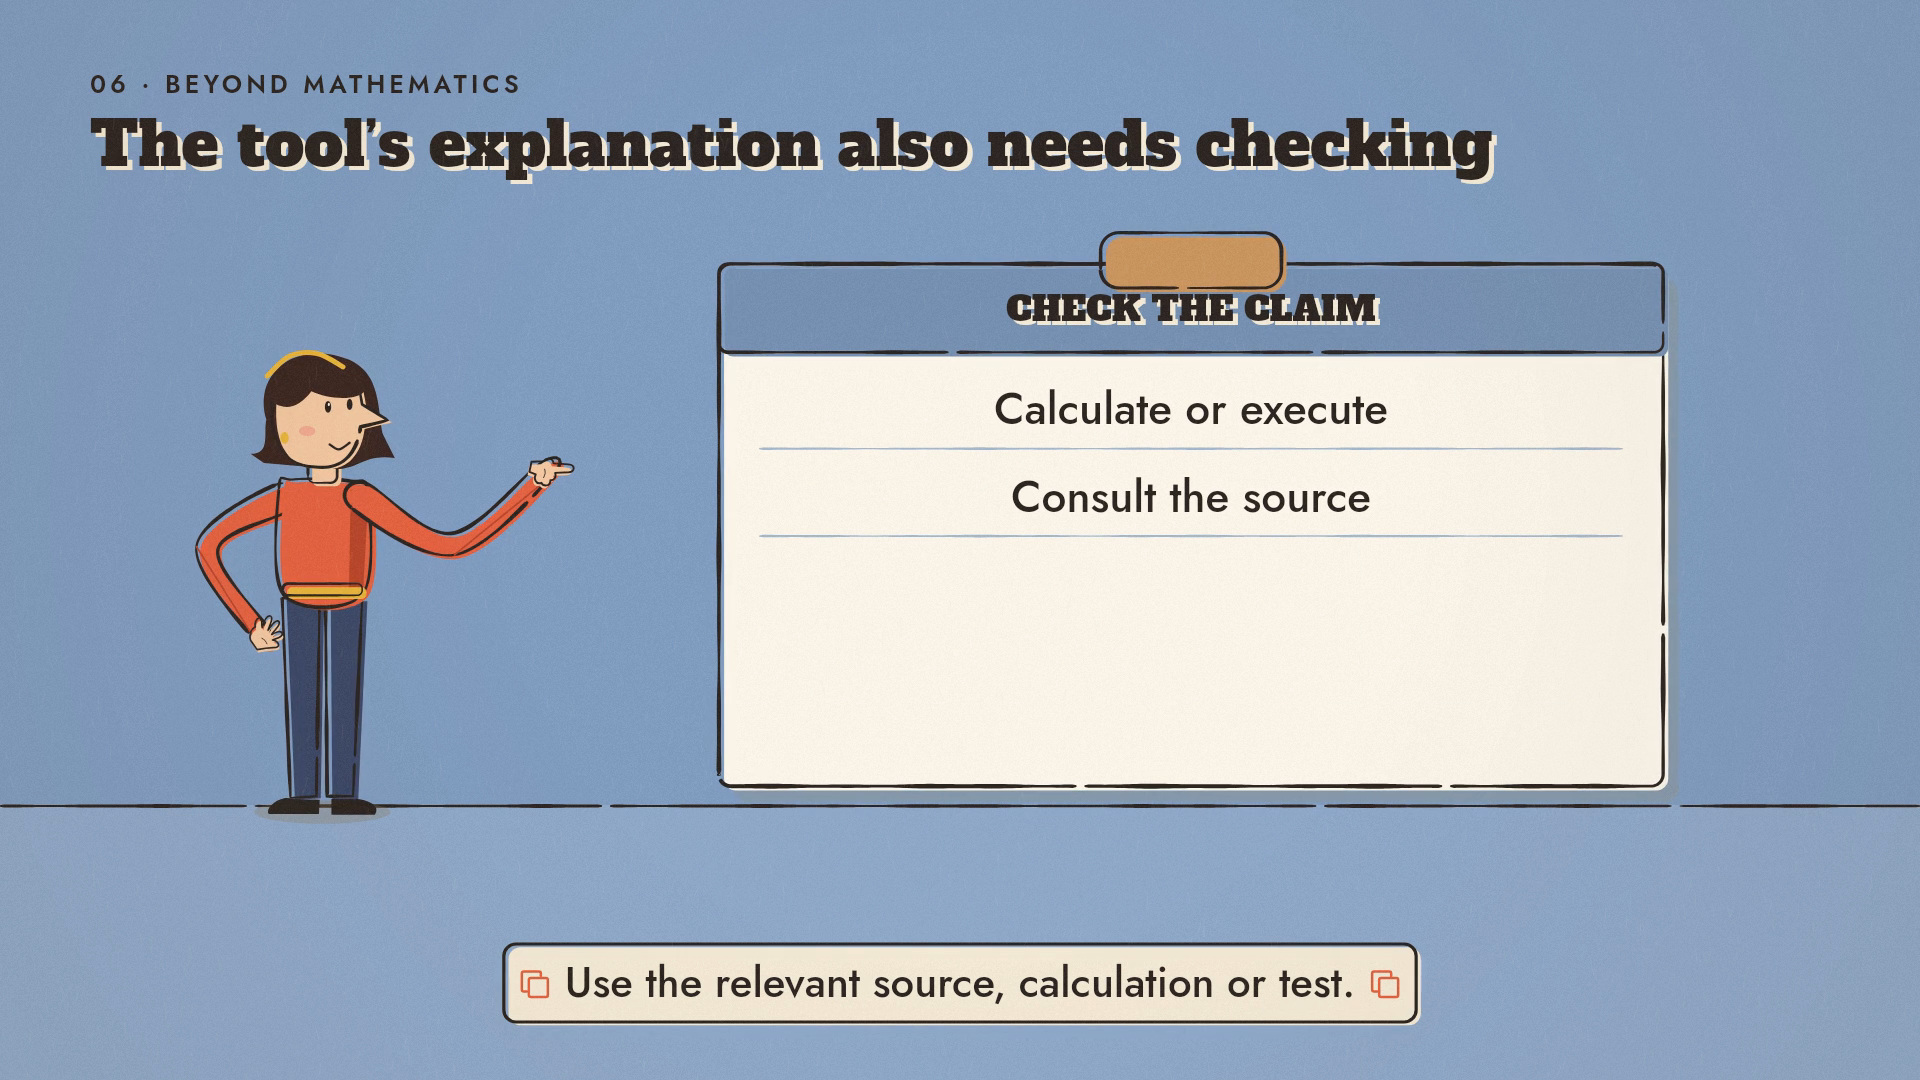 06 · BEYOND MATHEMATICS
The tool's explanation also needs checking
CHECK THE CLAIM
Calculate or execute
Consult the source
Use the relevant source, calculation or test.